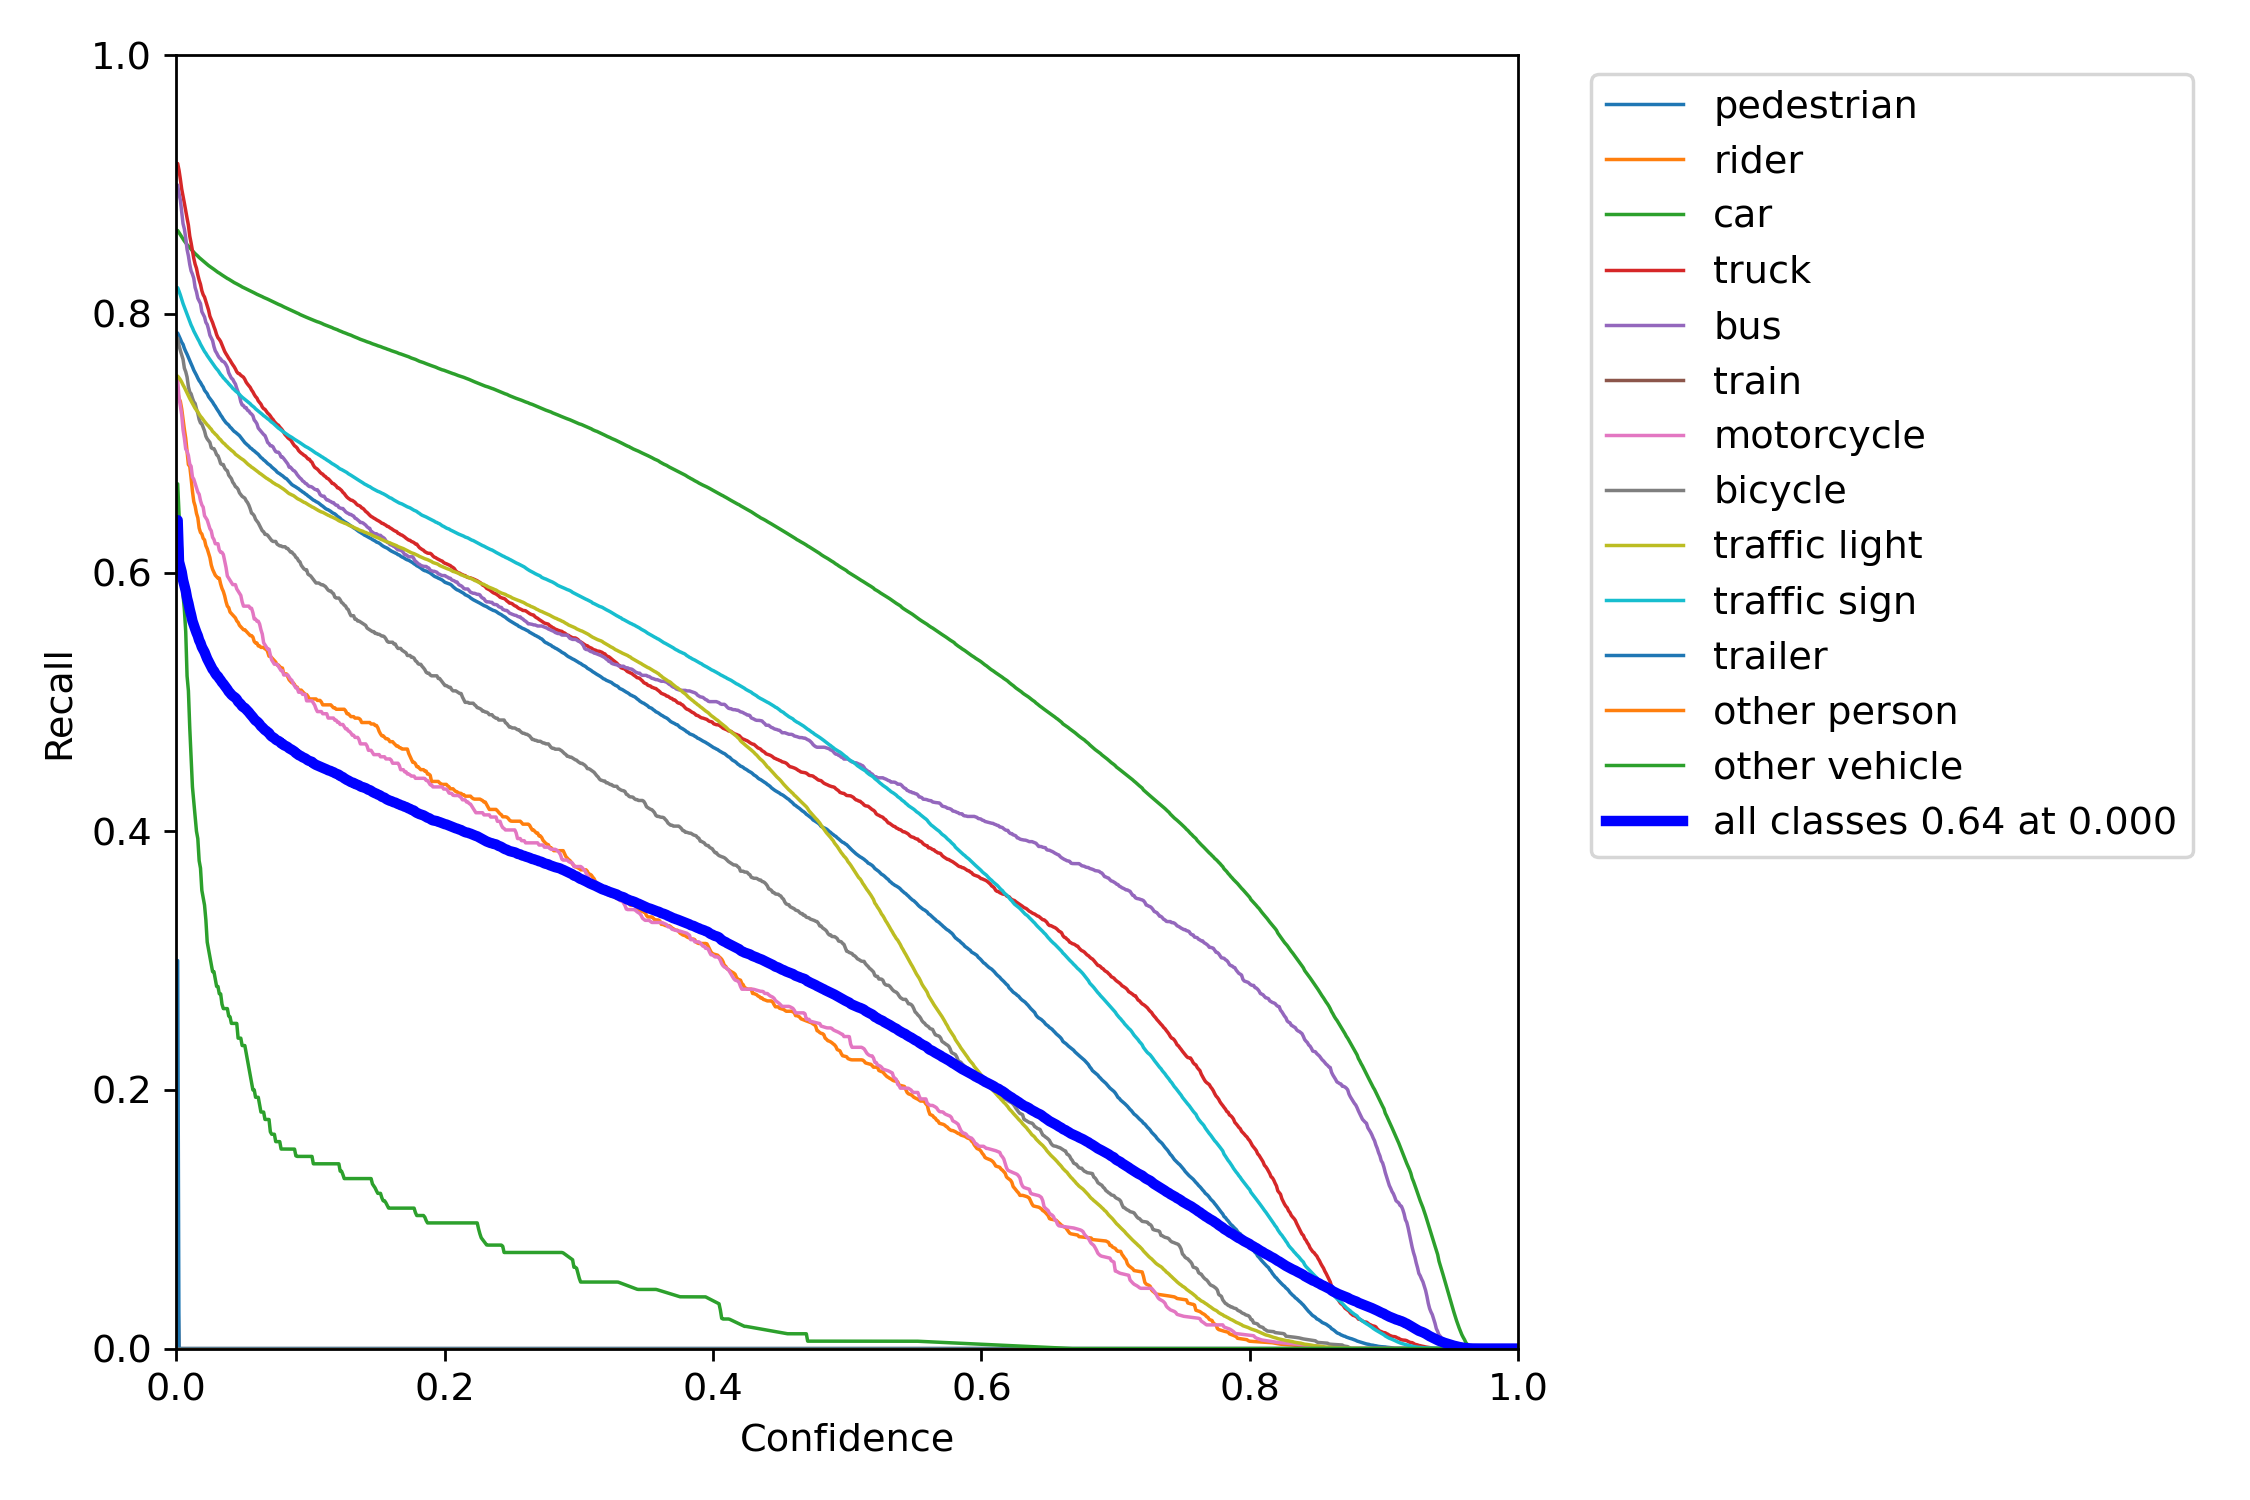 1.0
0.8
0.6
0.4
0.2
0.0
Recall
0.0 0.2 0.4 0.6 0.8 1.0
Confidence
pedestrian
rider
car
truck
bus
train
motorcycle
bicycle
traffic light
traffic sign
trailer
other person
other vehicle
all classes 0.64 at 0.000